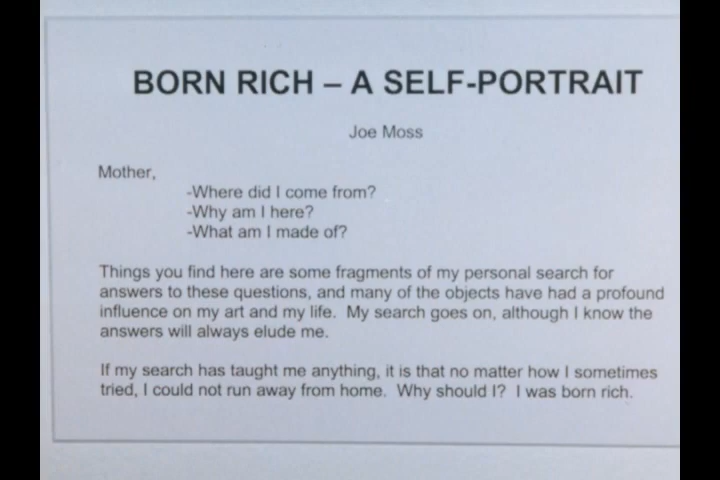 BORN RICH – A SELF-PORTRAIT
Joe Moss
Mother,
-Where did I come from?
-Why am I here?
-What am I made of?
Things you find here are some fragments of my personal search for
answers to these questions, and many of the objects have had a profound
influence on my art and my life.  My search goes on, although I know the
answers will always elude me.
If my search has taught me anything, it is that no matter how I sometimes
tried, I could not run away from home.  Why should I?  I was born rich.